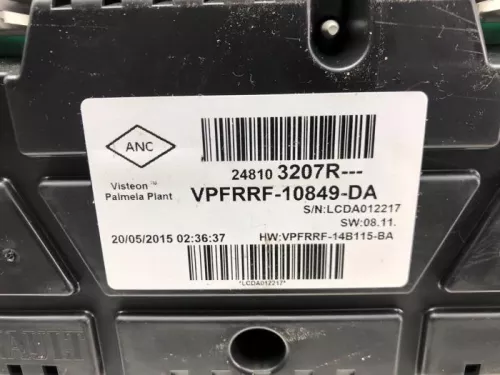 ANC
24810 3207R---
Visteon™
Palmela Plant
VPFRRF-10849-DA
S/N:LCDA012217
SW:08.11.
20/05/2015 02:36:37
HW:VPFRRF-14B115-BA
*LCDA012217*